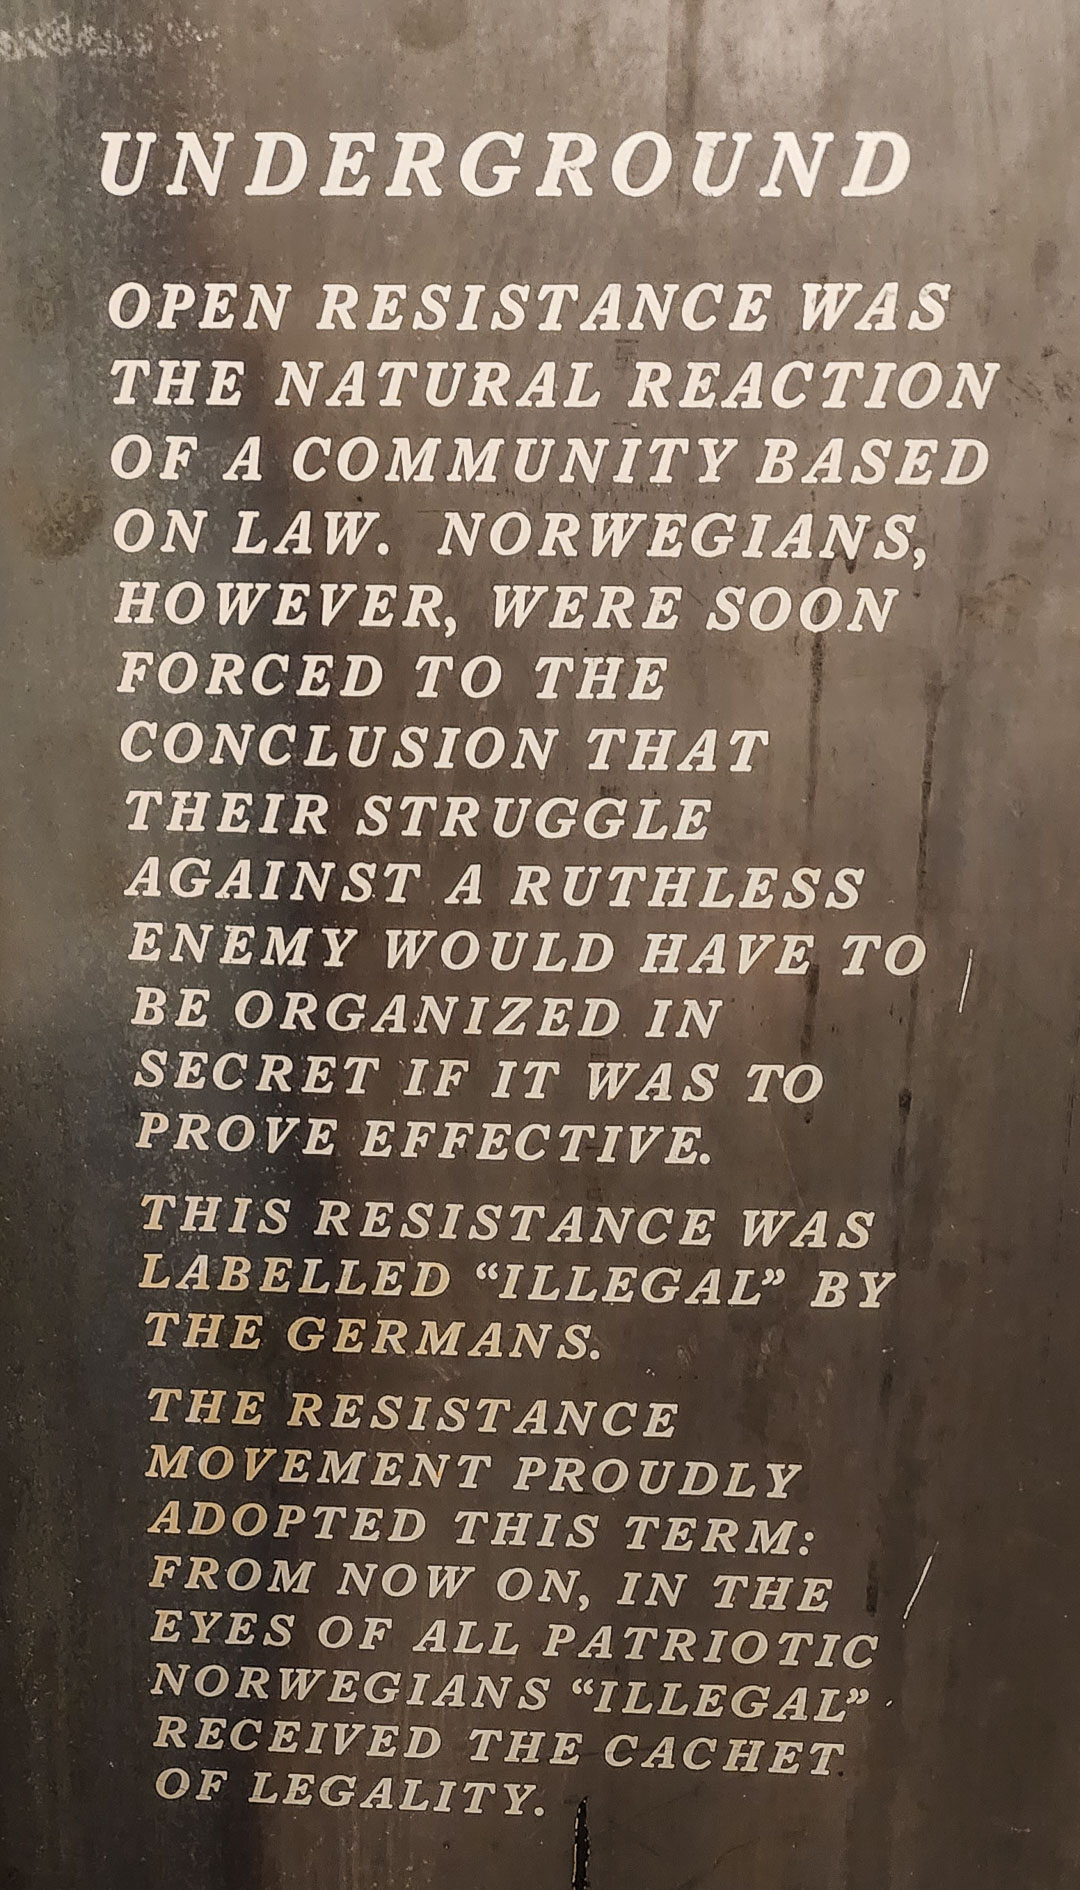 UNDERGROUND
OPEN RESISTANCE WAS
THE NATURAL REACTION
OF A COMMUNITY BASED
ON LAW. NORWEGIANS,
HOWEVER, WERE SOON
FORCED TO THE
CONCLUSION THAT
THEIR STRUGGLE
AGAINST A RUTHLESS
ENEMY WOULD HAVE TO
BE ORGANIZED IN
SECRET IF IT WAS TO
PROVE EFFECTIVE.
THIS RESISTANCE WAS
LABELLED “ILLEGAL” BY
THE GERMANS.
THE RESISTANCE
MOVEMENT PROUDLY
ADOPTED THIS TERM:
FROM NOW ON, IN THE
EYES OF ALL PATRIOTIC
NORWEGIANS “ILLEGAL”
RECEIVED THE CACHET
OF LEGALITY.